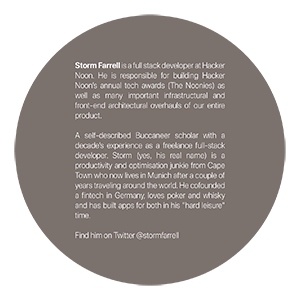 Storm Farrell is a full stack developer at Hacker
Noon. He is responsible for building Hacker
Noon's annual tech awards (The Noonies) as
well as many important infrastructural and
front-end architectural overhauls of our entire
product.
A self-described Buccaneer scholar with a
decade's experience as a freelance full-stack
developer. Storm (yes, his real name) is a
productivity and optimisation junkie from Cape
Town who now lives in Munich after a couple of
years traveling around the world. He cofounded
a fintech in Germany, loves poker and whisky
and has built apps for both in his "hard leisure"
time.
Find him on Twitter @stormfarrell